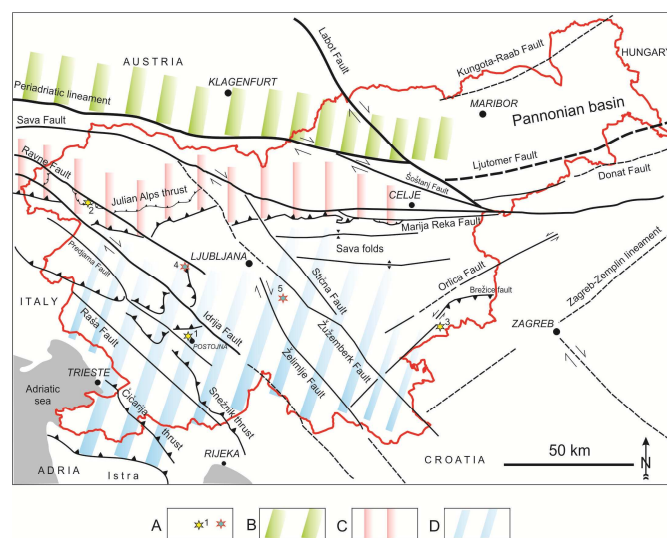 AUSTRIA
KLAGENFURT
Labot Fault
Kungota-Raab Fault
HUNGARY
Periadriatic lineament
MARIBOR
Pannonian basin
Sava Fault
Ravne Fault
Ljutomer Fault
Šoštanj Fault
Donat Fault
Julian Alps thrust
2
CELJE
Marija Reka Fault
Sava folds
Predjama Fault
LJUBLJANA
4
5
Stična Fault
Orlica Fault
Brežice fault
Zagreb-Zemplin lineament
ITALY
Raša Fault
Idrija Fault
1
POSTOJNA
Žužemberk Fault
3
ZAGREB
TRIESTE
Želimlje Fault
Adriatic
sea
Čičarija
thrust
Snežnik thrust
ADRIA
Istra
RIJEKA
CROATIA
50 km
N
A
1
B
C
D